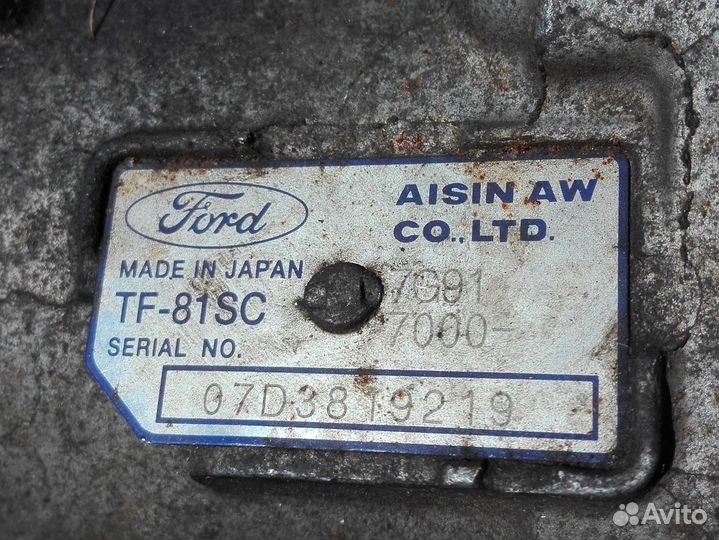 Ford
AISIN AW
CO., LTD.
MADE IN JAPAN
TF-81SC
7G91
7000-
SERIAL NO.
07D3819219
Avito